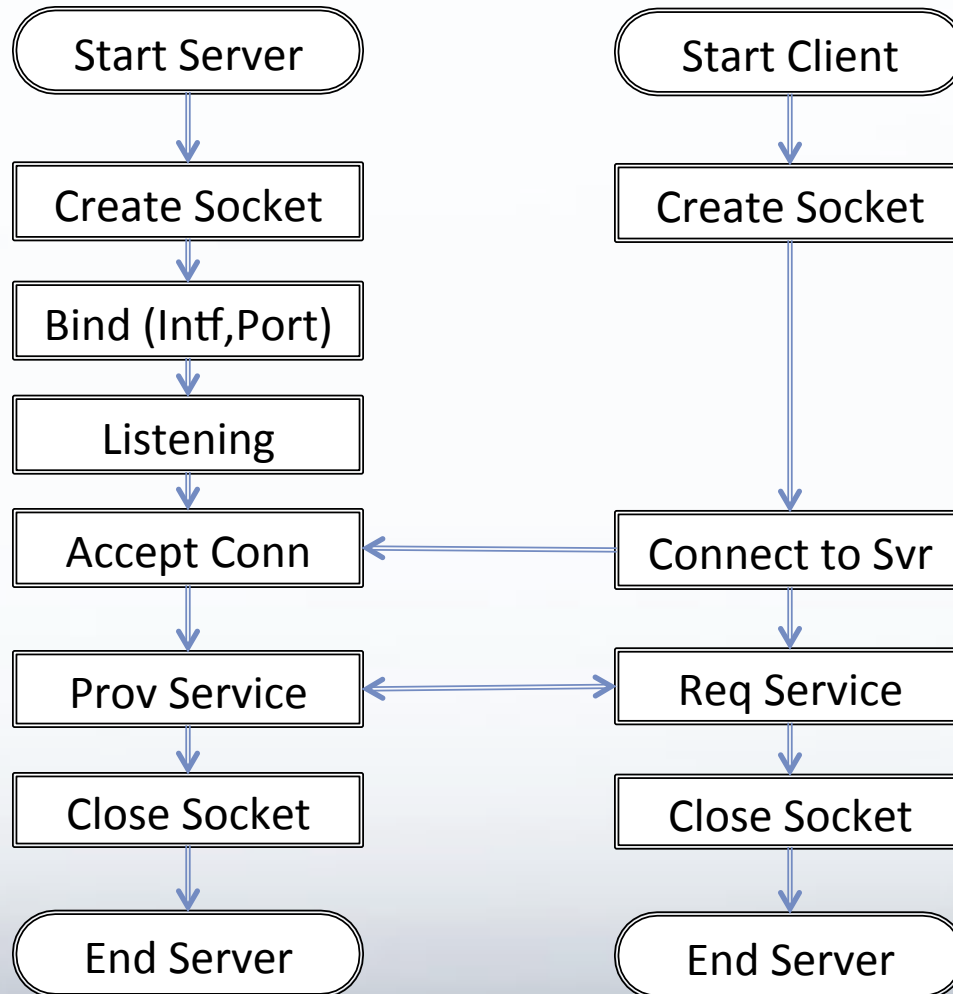 Start Server
Create Socket
Bind (Intf,Port)
Listening
Accept Conn
Prov Service
Close Socket
End Server
Start Client
Create Socket
Connect to Svr
Req Service
Close Socket
End Server